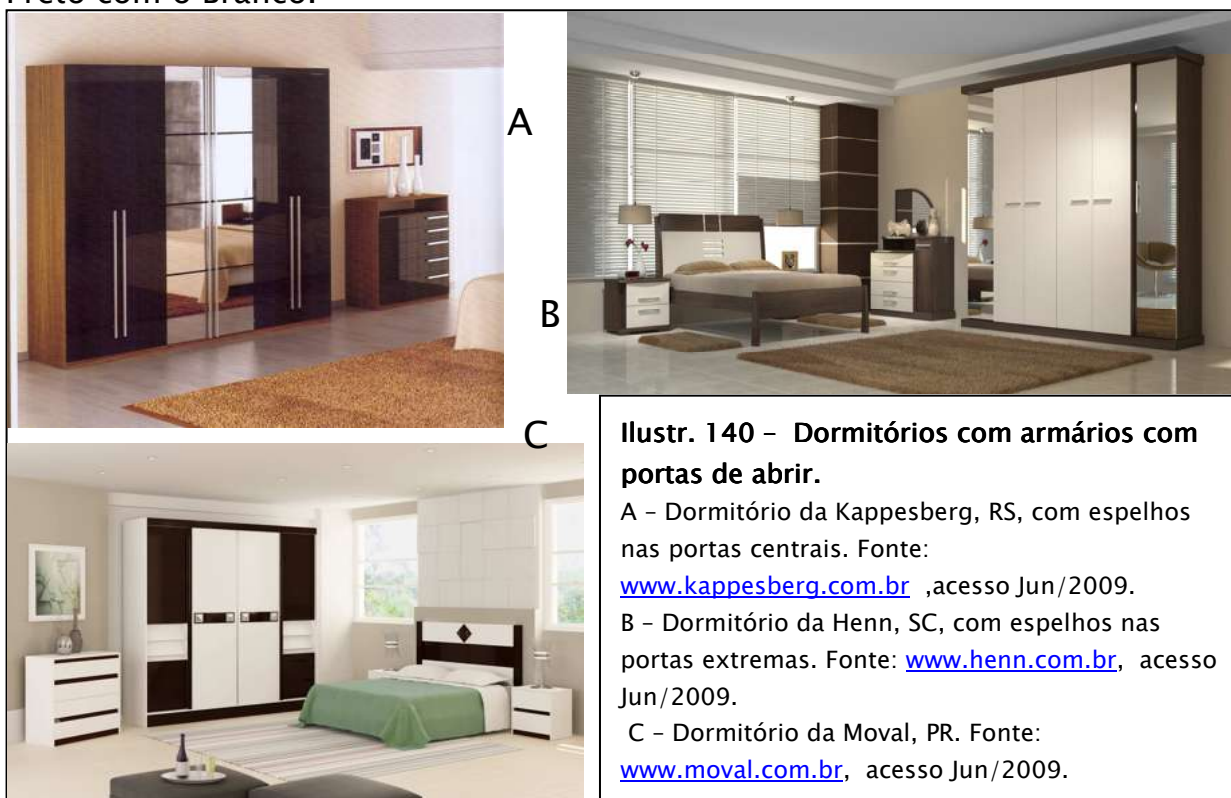 Preto com o Branco.
A
B
C
Ilustr. 140 – Dormitórios com armários com
portas de abrir.
A – Dormitório da Kappesberg, RS, com espelhos
nas portas centrais. Fonte:
www.kappesberg.com.br ,acesso Jun/2009.
B – Dormitório da Henn, SC, com espelhos nas
portas extremas. Fonte: www.henn.com.br, acesso
Jun/2009.
C – Dormitório da Moval, PR. Fonte:
www.moval.com.br, acesso Jun/2009.